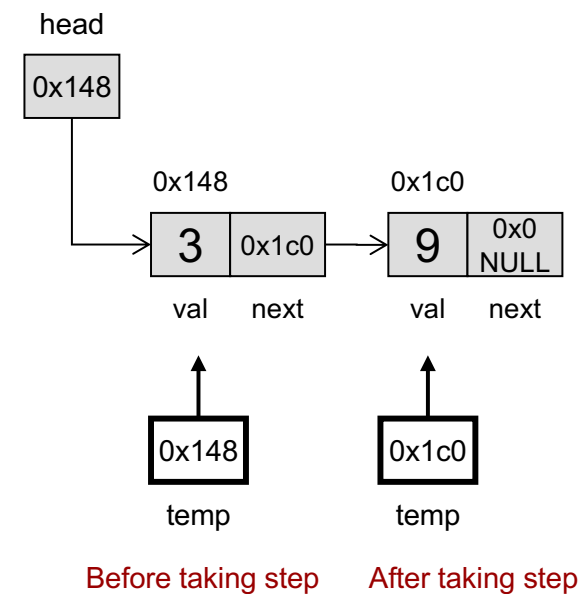 head
0x148
0x148 0x1c0
3 0x1c0 9 0x0
NULL
val next val next
0x148 0x1c0
temp temp
Before taking step After taking step